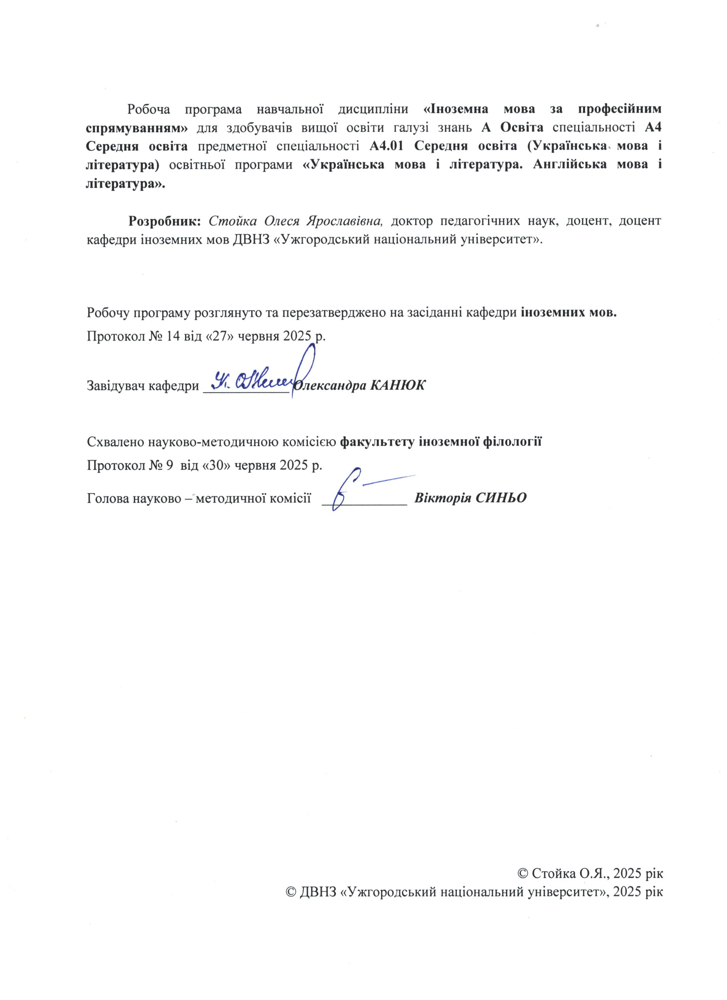 Робоча програма навчальної дисципліни «Іноземна мова за професійним
спрямуванням» для здобувачів вищої освіти галузі знань А Освіта спеціальності А4
Середня освіта предметної спеціальності А4.01 Середня освіта (Українська мова і
література) освітньої програми «Українська мова і література. Англійська мова і
література».
Розробник: Стойка Олеся Ярославівна, доктор педагогічних наук, доцент, доцент
кафедри іноземних мов ДВНЗ «Ужгородський національний університет».
Робочу програму розглянуто та перезатверджено на засіданні кафедри іноземних мов.
Протокол № 14 від «27» червня 2025 р.
Завідувач кафедри ____________ Олександра КАНЮК
Схвалено науково-методичною комісією факультету іноземної філології
Протокол № 9 від «30» червня 2025 р.
Голова науково – методичної комісії ____________ Вікторія СИНЬО
© Стойка О.Я., 2025 рік
© ДВНЗ «Ужгородський національний університет», 2025 рік